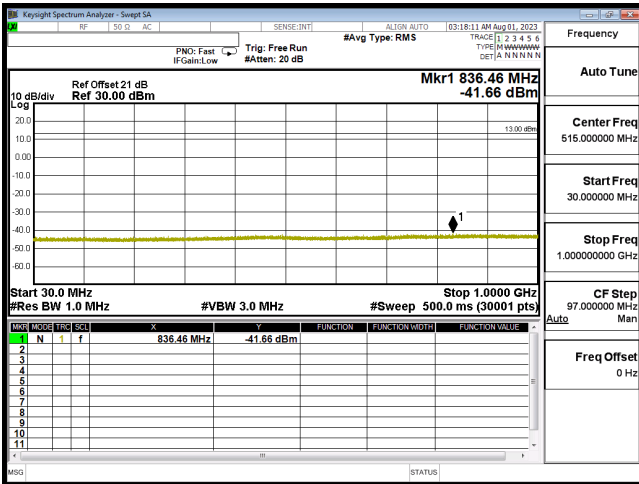 Keysight Spectrum Analyzer - Swept SA
RF 50 Ω AC SENSE:INT ALIGN AUTO 03:18:11 AM Aug 01, 2023
#Avg Type: RMS TRACE 1 2 3 4 5 6
PNO: Fast Trig: Free Run TYPE M WWWWW
IFGain:Low #Atten: 20 dB DET A N N N N N
Frequency
Auto Tune
Center Freq
515.000000 MHz
Start Freq
30.000000 MHz
Stop Freq
1.000000000 GHz
CF Step
97.000000 MHz
Auto Man
Freq Offset
0 Hz
Mkr1 836.46 MHz
-41.66 dBm
Ref Offset 21 dB
10 dB/div Ref 30.00 dBm
Log
20.0
13.00 dBm
10.0
0.00
-10.0
-20.0
-30.0
1
-40.0
-50.0
-60.0
Start 30.0 MHz Stop 1.0000 GHz
#Res BW 1.0 MHz #VBW 3.0 MHz #Sweep 500.0 ms (30001 pts)
MKR MODE TRC SCL X Y FUNCTION FUNCTION WIDTH FUNCTION VALUE
1 N 1 f 836.46 MHz -41.66 dBm
2
3
4
5
6
7
8
9
10
11
MSG STATUS